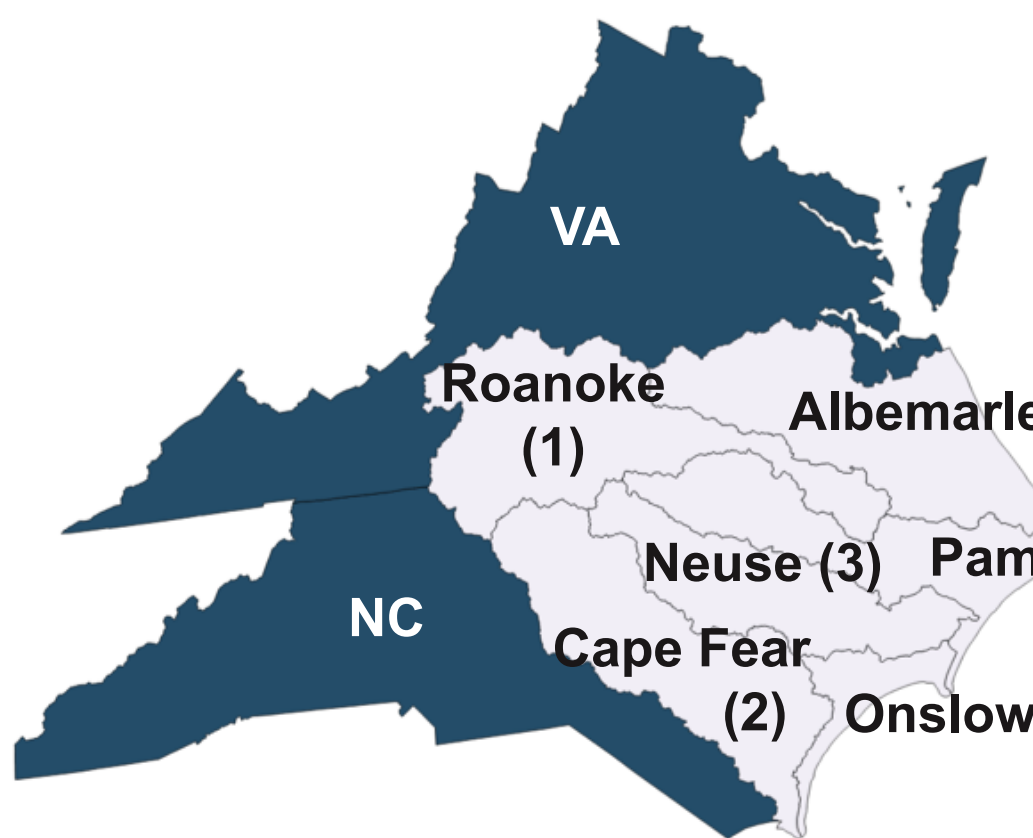 VA
Roanoke
(1)
Albemarle
Neuse (3)
Pam
NC
Cape Fear
(2)
Onslow